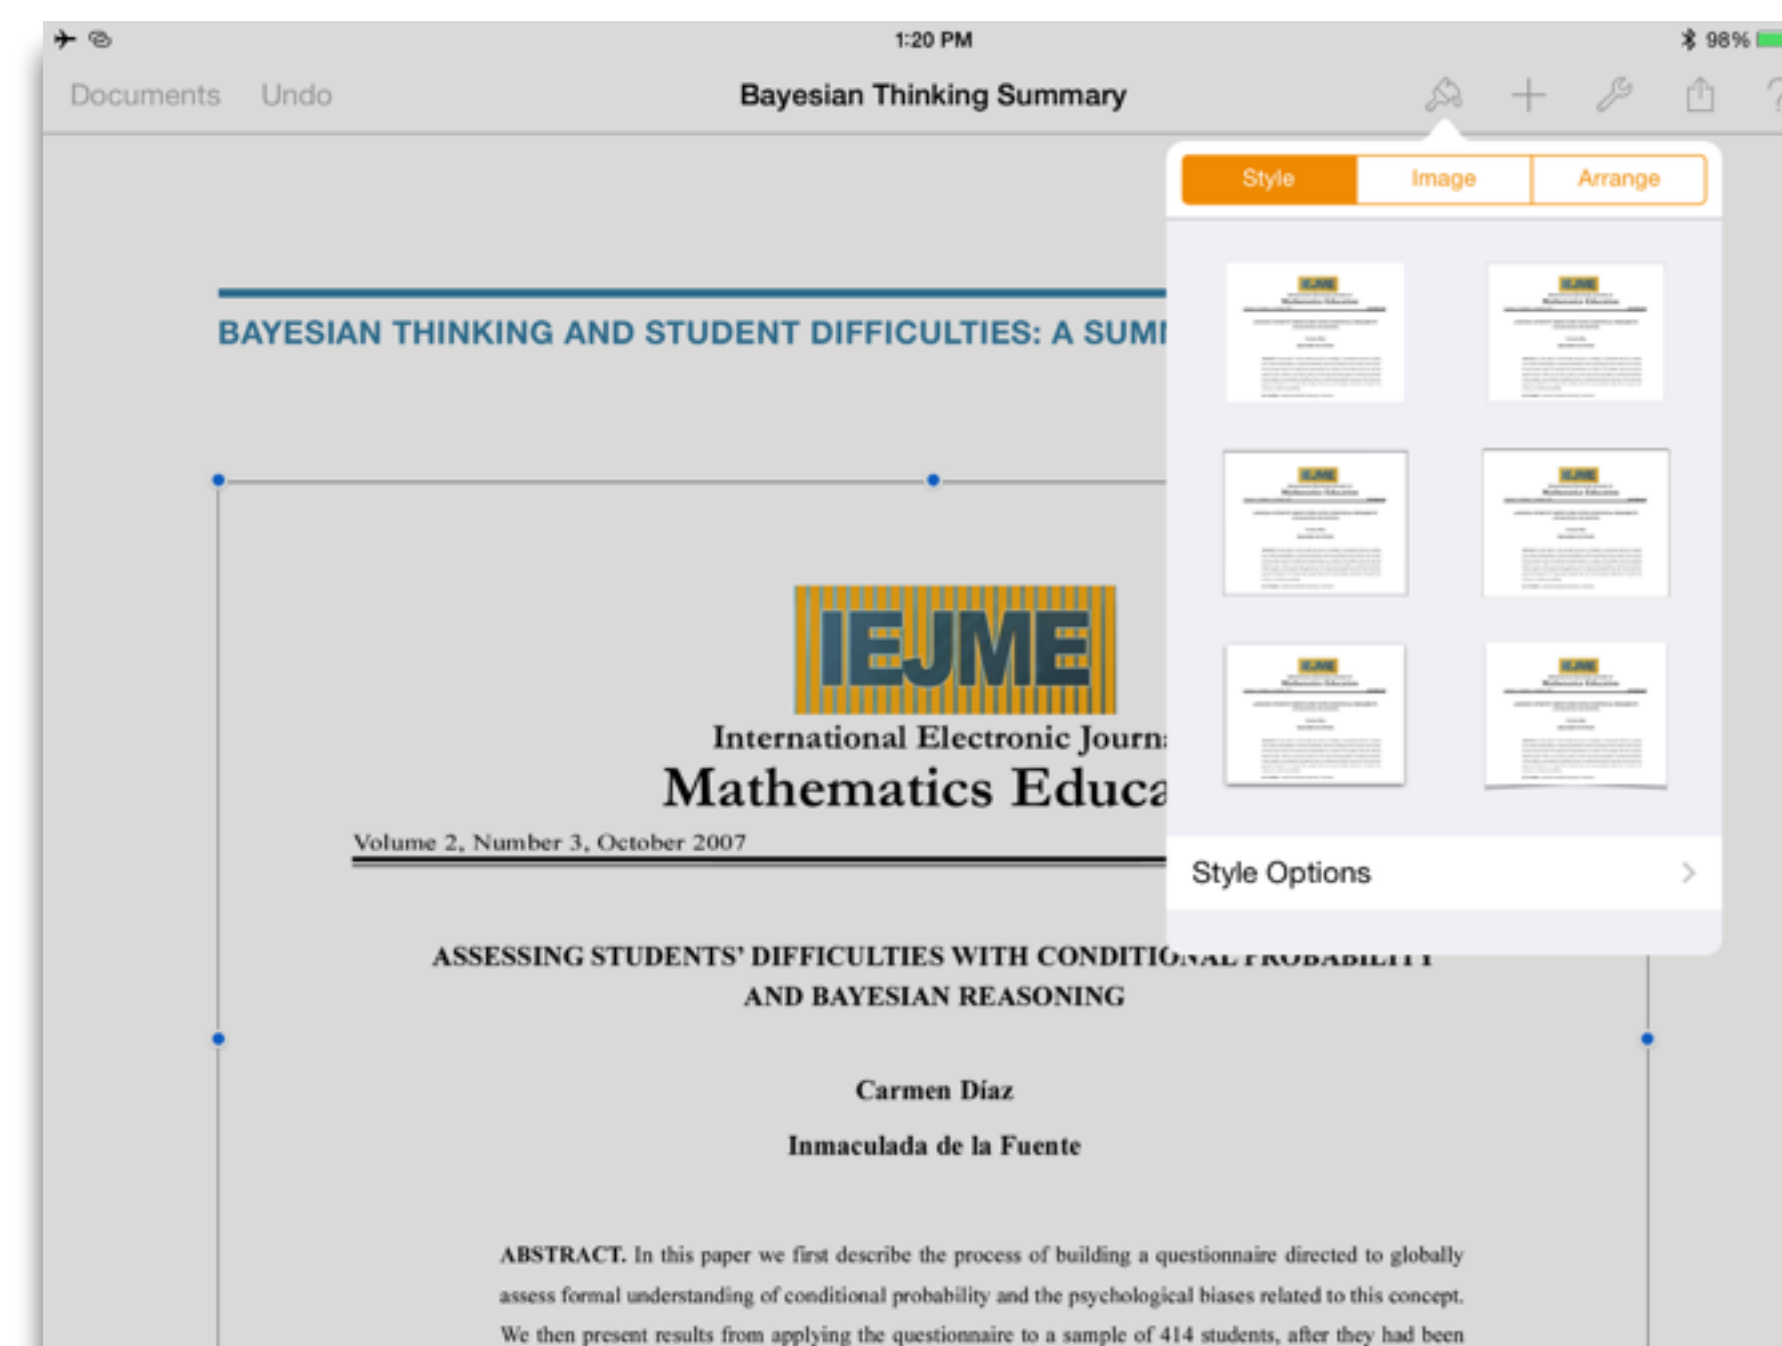 1:20 PM
98%
Documents Undo Bayesian Thinking Summary
Style Image Arrange
BAYESIAN THINKING AND STUDENT DIFFICULTIES: A
IEJME
International Electronic
Mathematics
Volume 2, Number 3, October 2007
Style Options
ASSESSING STUDENTS’ DIFFICULTIES WITH CONDITIONAL PROBABILITY
AND BAYESIAN REASONING
Carmen Díaz
Inmaculada de la Fuente
ABSTRACT. In this paper we first describe the process of building a questionnaire directed to globally
assess formal understanding of conditional probability and the psychological biases related to this concept.
We then present results from applying the questionnaire to a sample of 414 students, after they had been